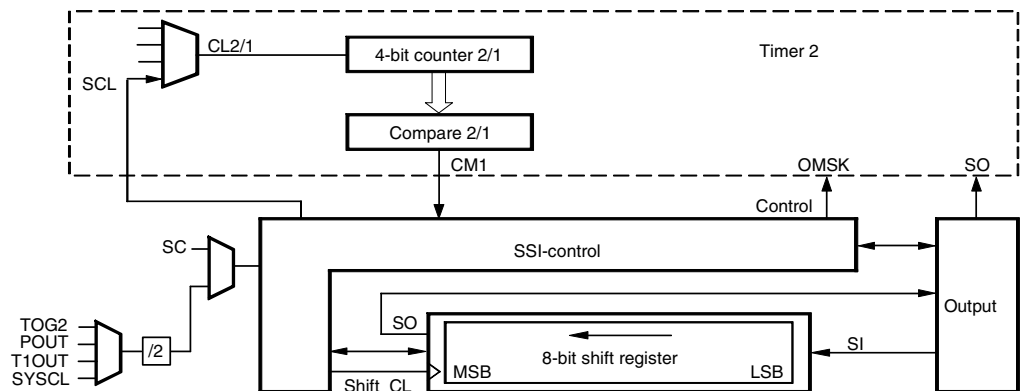 Timer 2
CL2/1
4-bit counter 2/1
SCL
Compare 2/1
CM1
OMSK
SO
Control
SC
SSI-control
TOG2
POUT
T1OUT
SYSCL
/2
SO
Output
8-bit shift register
MSB
LSB
SI
Shift_CL